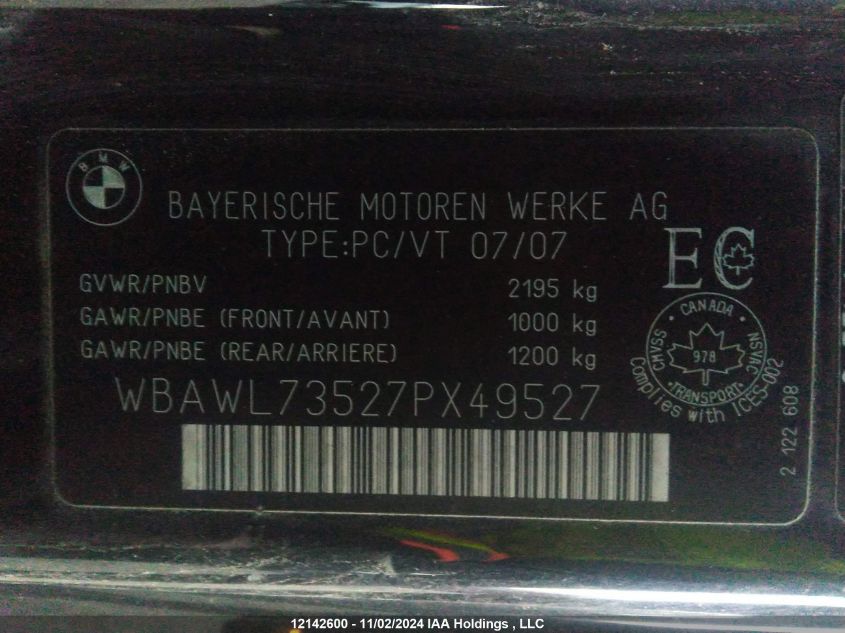 BMW
BAYERISCHE MOTOREN WERKE AG
TYPE:PC/VT 07/07
EC
GVWR/PNBV 2195 kg
GAWR/PNBE (FRONT/AVANT) 1000 kg
GAWR/PNBE (REAR/ARRIERE) 1200 kg
CANADA
CMVSS
978
NSVAC
TRANSPORT
Complies with ICES-002
WBAWL73527PX49527
2 122 608
12142600 - 11/02/2024 IAA Holdings , LLC